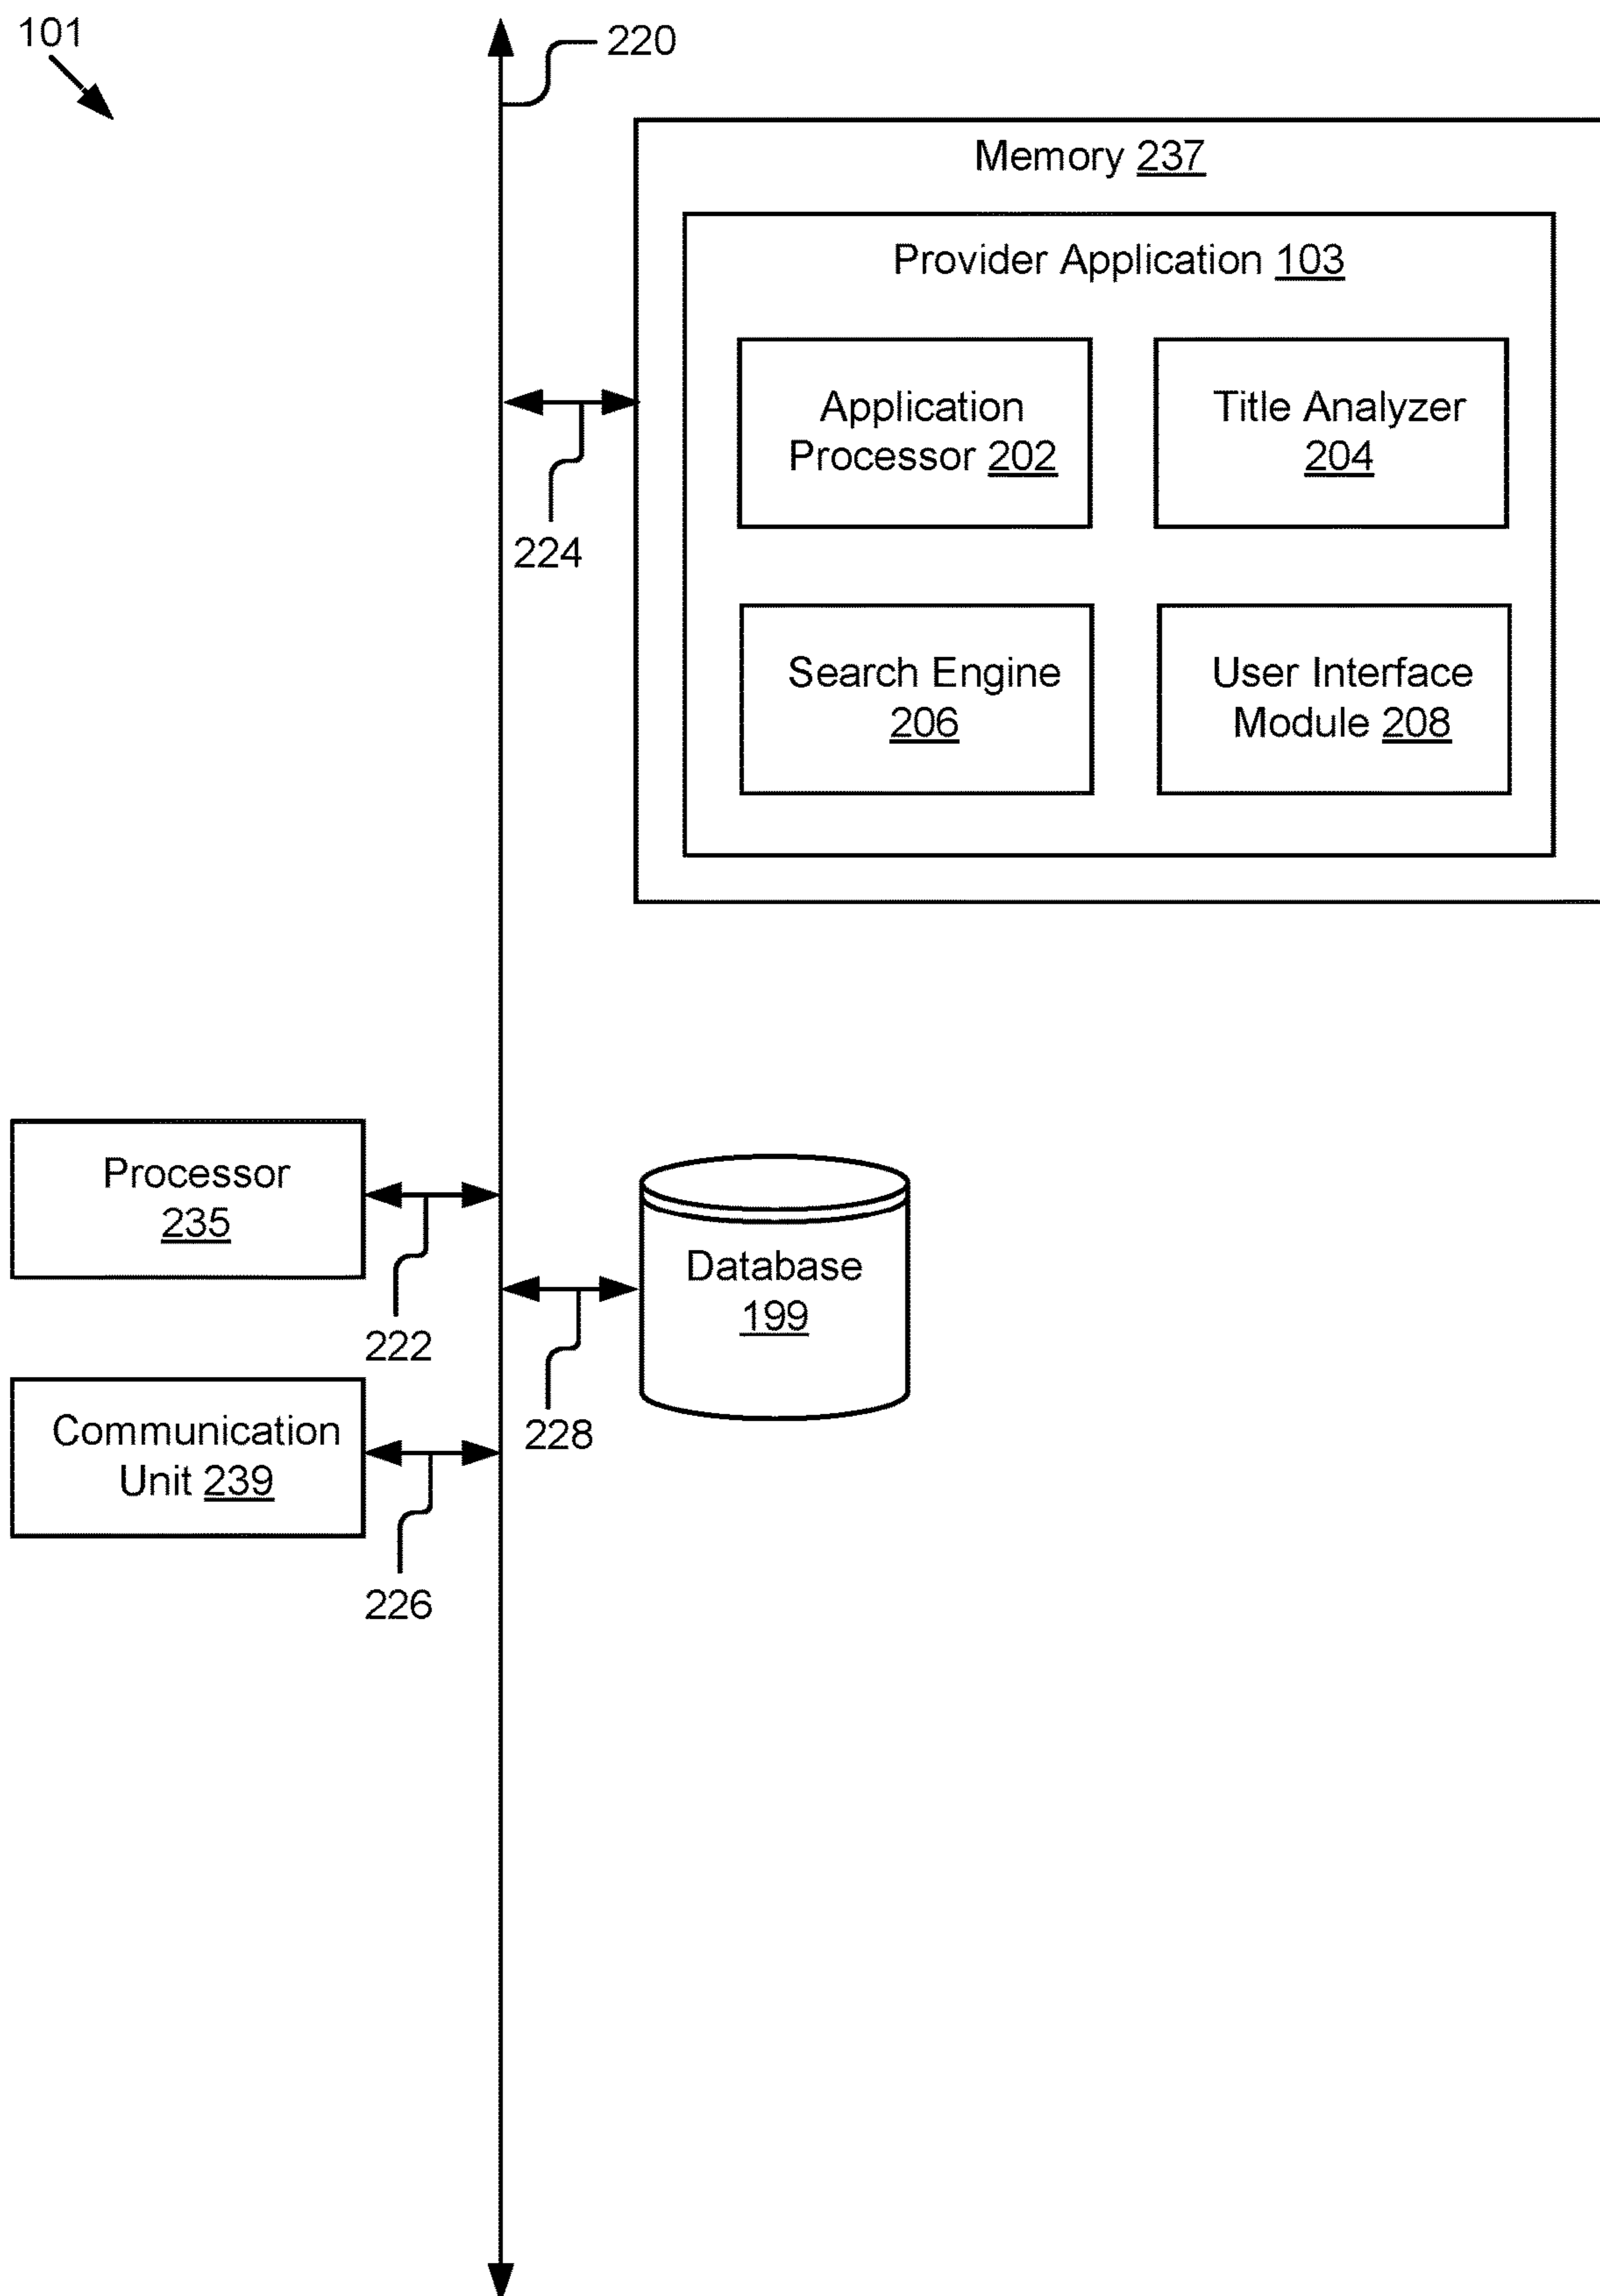 101
220
Memory 237
Provider Application 103
Application
Processor 202
Title Analyzer
204
224
Search Engine
206
User Interface
Module 208
Processor
235
222
Database
199
228
Communication
Unit 239
226